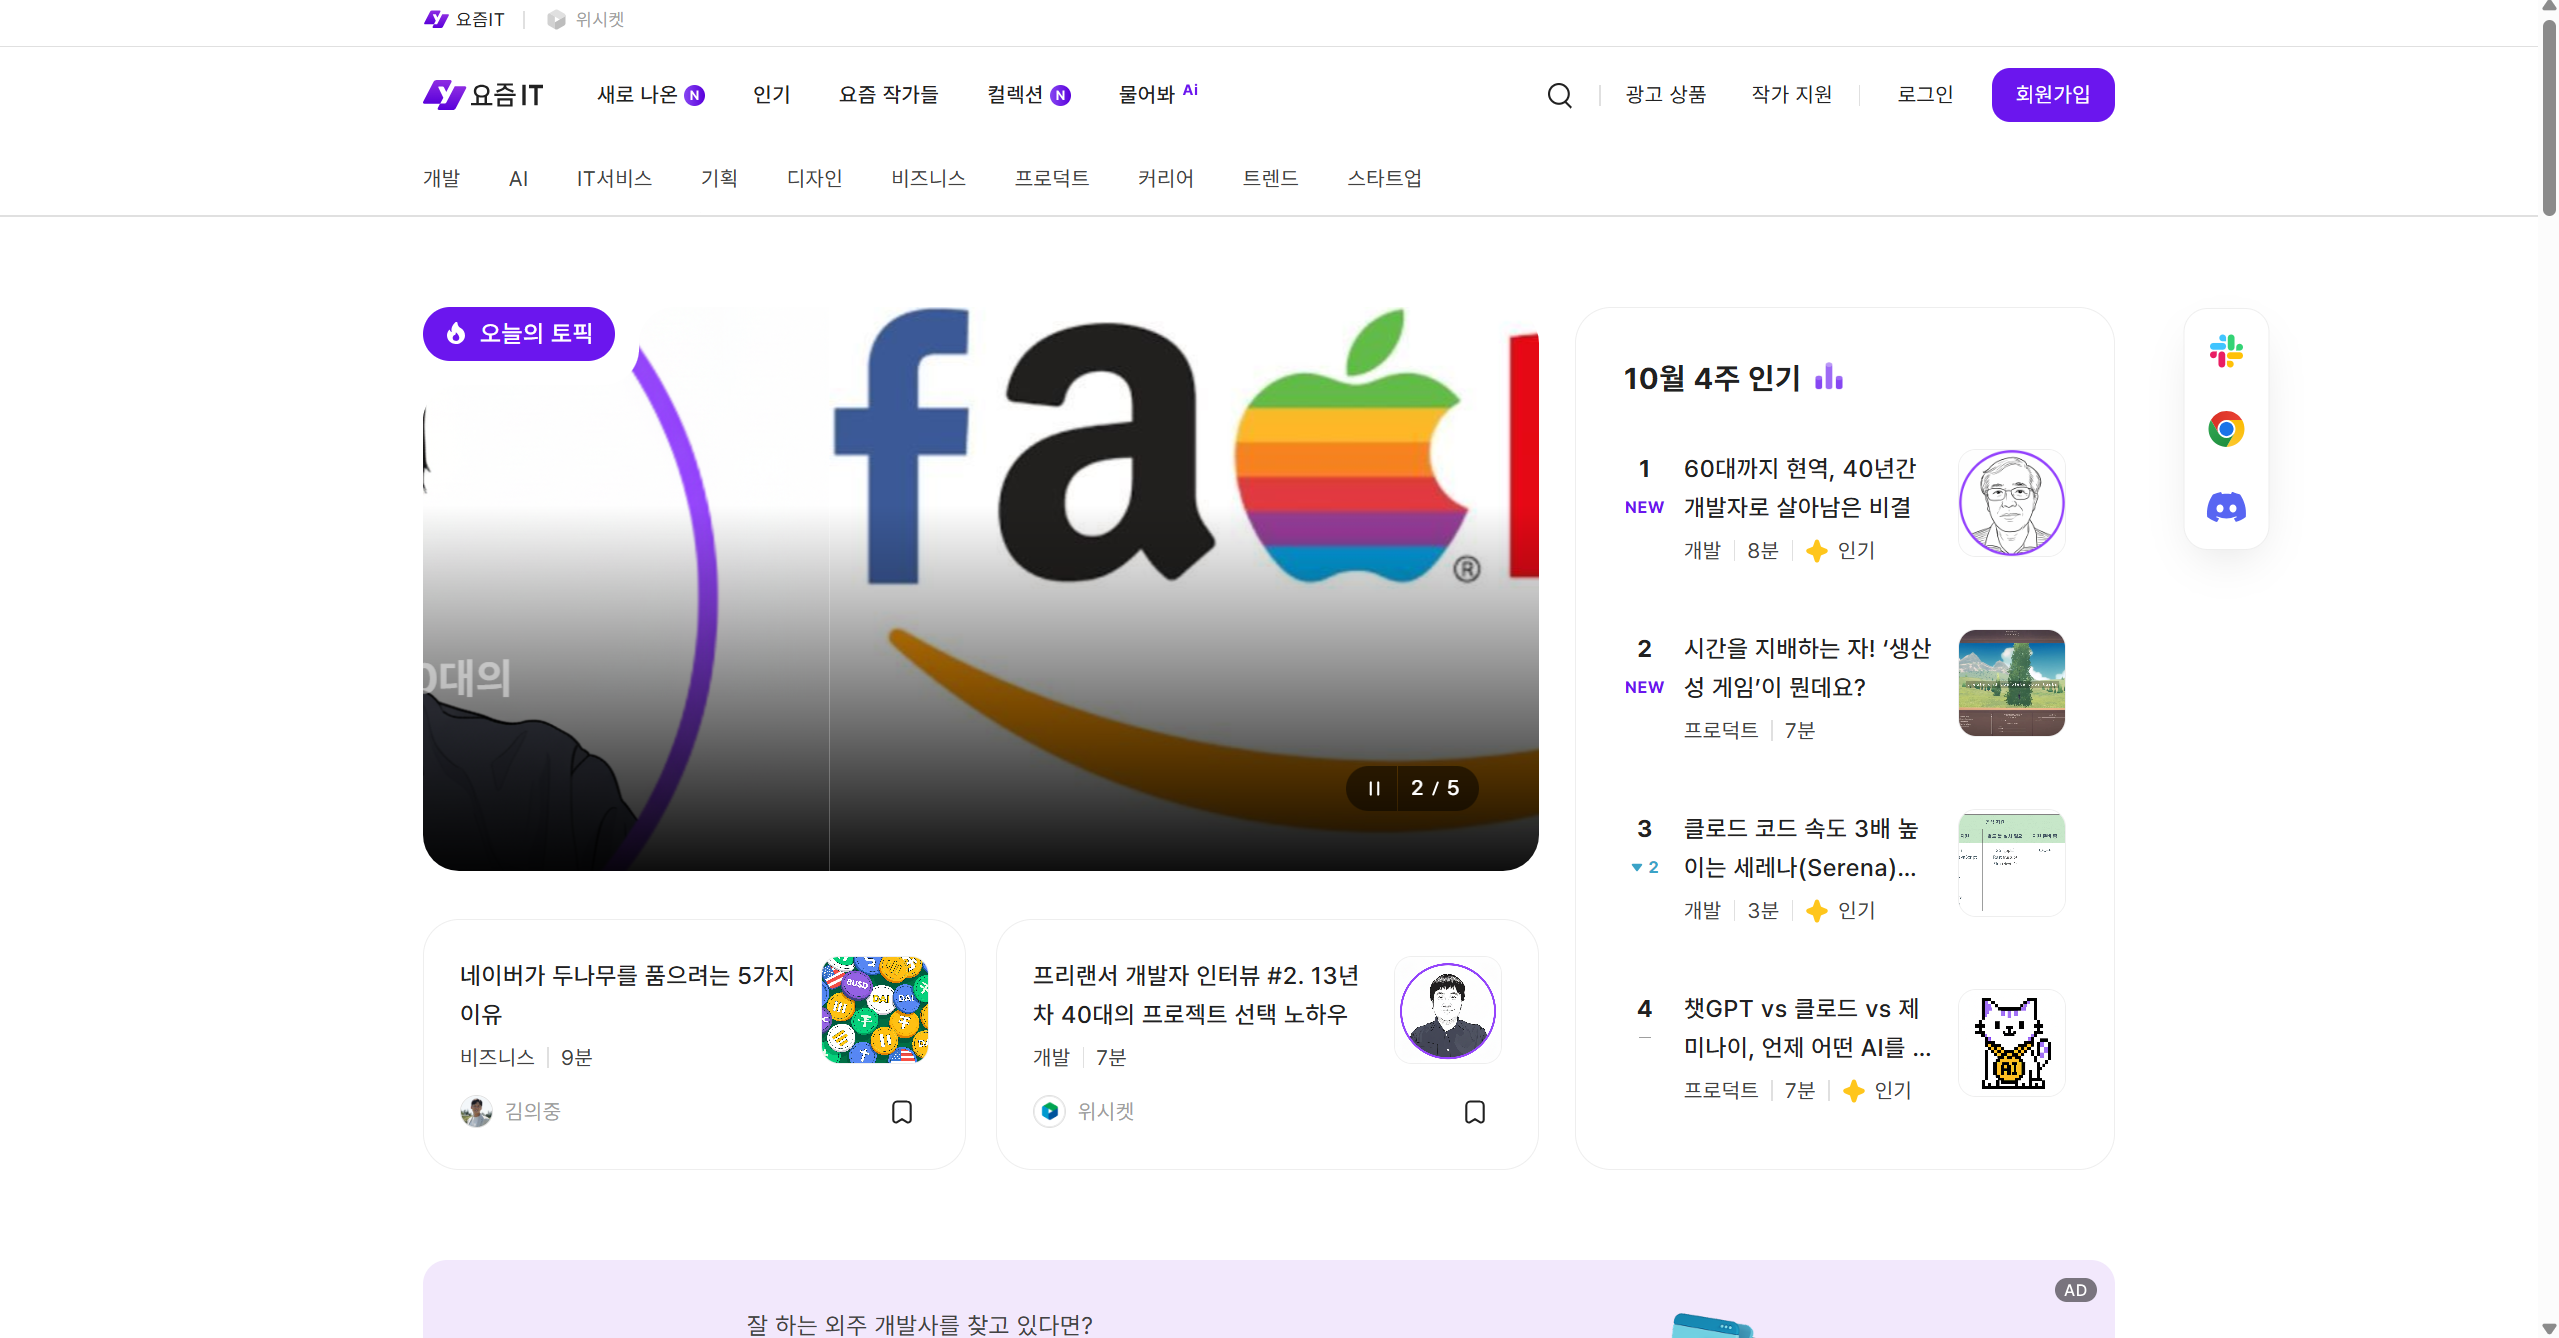 요즘IT
위시켓
요즘IT
새로 나온 N
인기
요즘 작가들
컬렉션 N
물어봐 Ai
광고 상품
작가 지원
로그인
회원가입
개발
AI
IT서비스
기획
디자인
비즈니스
프로덕트
커리어
트렌드
스타트업
오늘의 토픽
fa
®
0대의
2 / 5
네이버가 두나무를 품으려는 5가지
이유
비즈니스
9분
김의중
프리랜서 개발자 인터뷰 #2. 13년
차 40대의 프로젝트 선택 노하우
개발
7분
위시켓
10월 4주 인기
1
NEW
60대까지 현역, 40년간
개발자로 살아남은 비결
개발
8분
인기
2
NEW
시간을 지배하는 자! ‘생산
성 게임’이 뭔데요?
프로덕트
7분
3
2
클로드 코드 속도 3배 높
이는 세레나(Serena)...
개발
3분
인기
4
챗GPT vs 클로드 vs 제
미나이, 언제 어떤 AI를 ...
프로덕트
7분
인기
AI
AD
잘 하는 외주 개발사를 찾고 있다면?